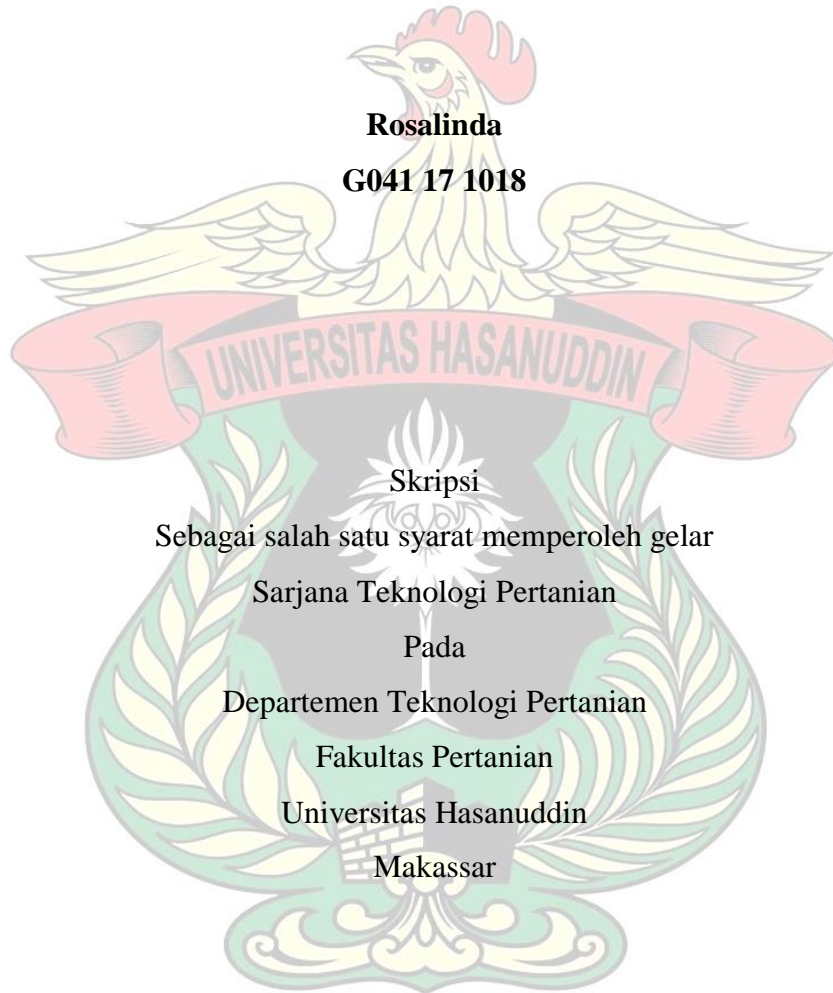 Rosalinda
G041 17 1018
UNIVERSITAS HASANUDDIN
Skripsi
Sebagai salah satu syarat memperoleh gelar
Sarjana Teknologi Pertanian
Pada
Departemen Teknologi Pertanian
Fakultas Pertanian
Universitas Hasanuddin
Makassar